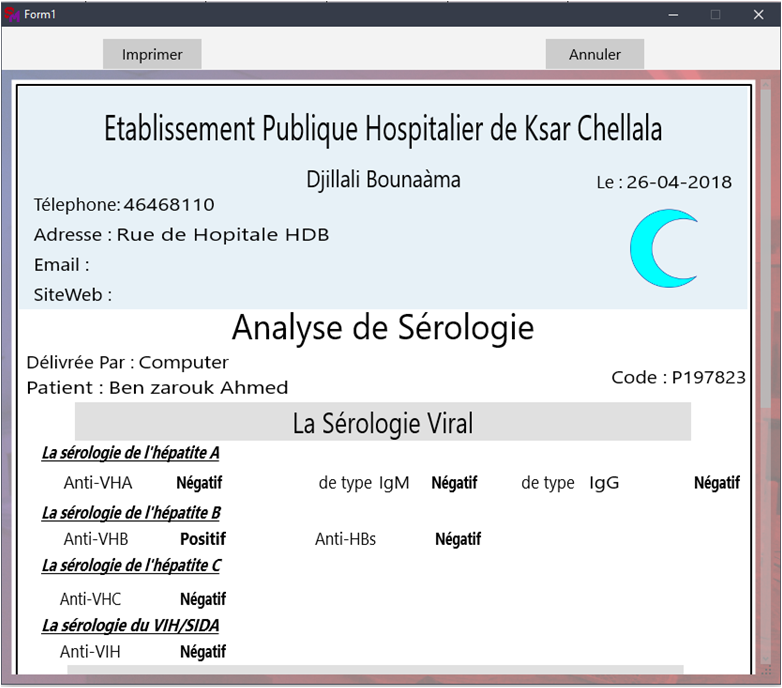 Form1
Imprimer Annuler
Etablissement Publique Hospitalier de Ksar Chellala
Djillali Bounaàma
Le : 26-04-2018
Télephone: 46468110
Adresse : Rue de Hopitale HDB
Email :
SiteWeb :
Analyse de Sérologie
Délivrée Par : Computer
Code : P197823
Patient : Ben zarouk Ahmed
La Sérologie Viral
La sérologie de l'hépatite A
Anti-VHA Négatif de type IgM Négatif de type IgG Négatif
La sérologie de l'hépatite B
Anti-VHB Positif Anti-HBs Négatif
La sérologie de l'hépatite C
Anti-VHC Négatif
La sérologie du VIH/SIDA
Anti-VIH Négatif